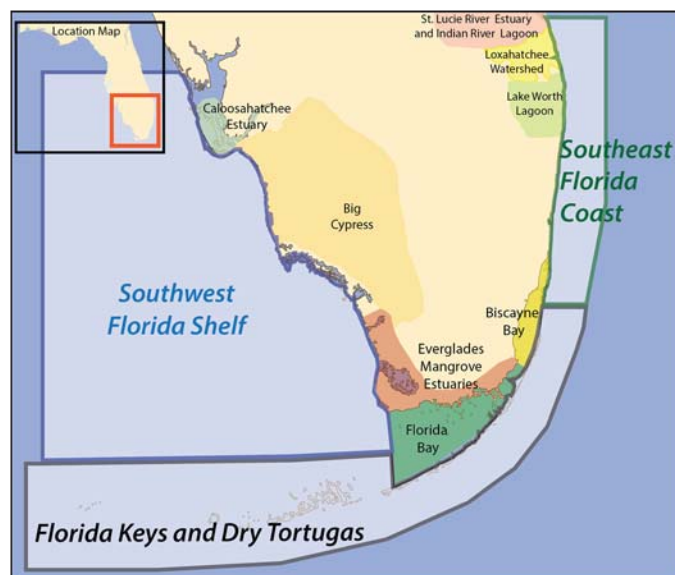 Location Map
St. Lucie River Estuary
and Indian River Lagoon
Loxahatchee
Watershed
Lake Worth
Lagoon
Caloosahatchee
Estuary
Southeast
Florida
Coast
Big
Cypress
Southwest
Florida Shelf
Biscayne
Bay
Everglades
Mangrove
Estuaries
Florida
Bay
Florida Keys and Dry Tortugas